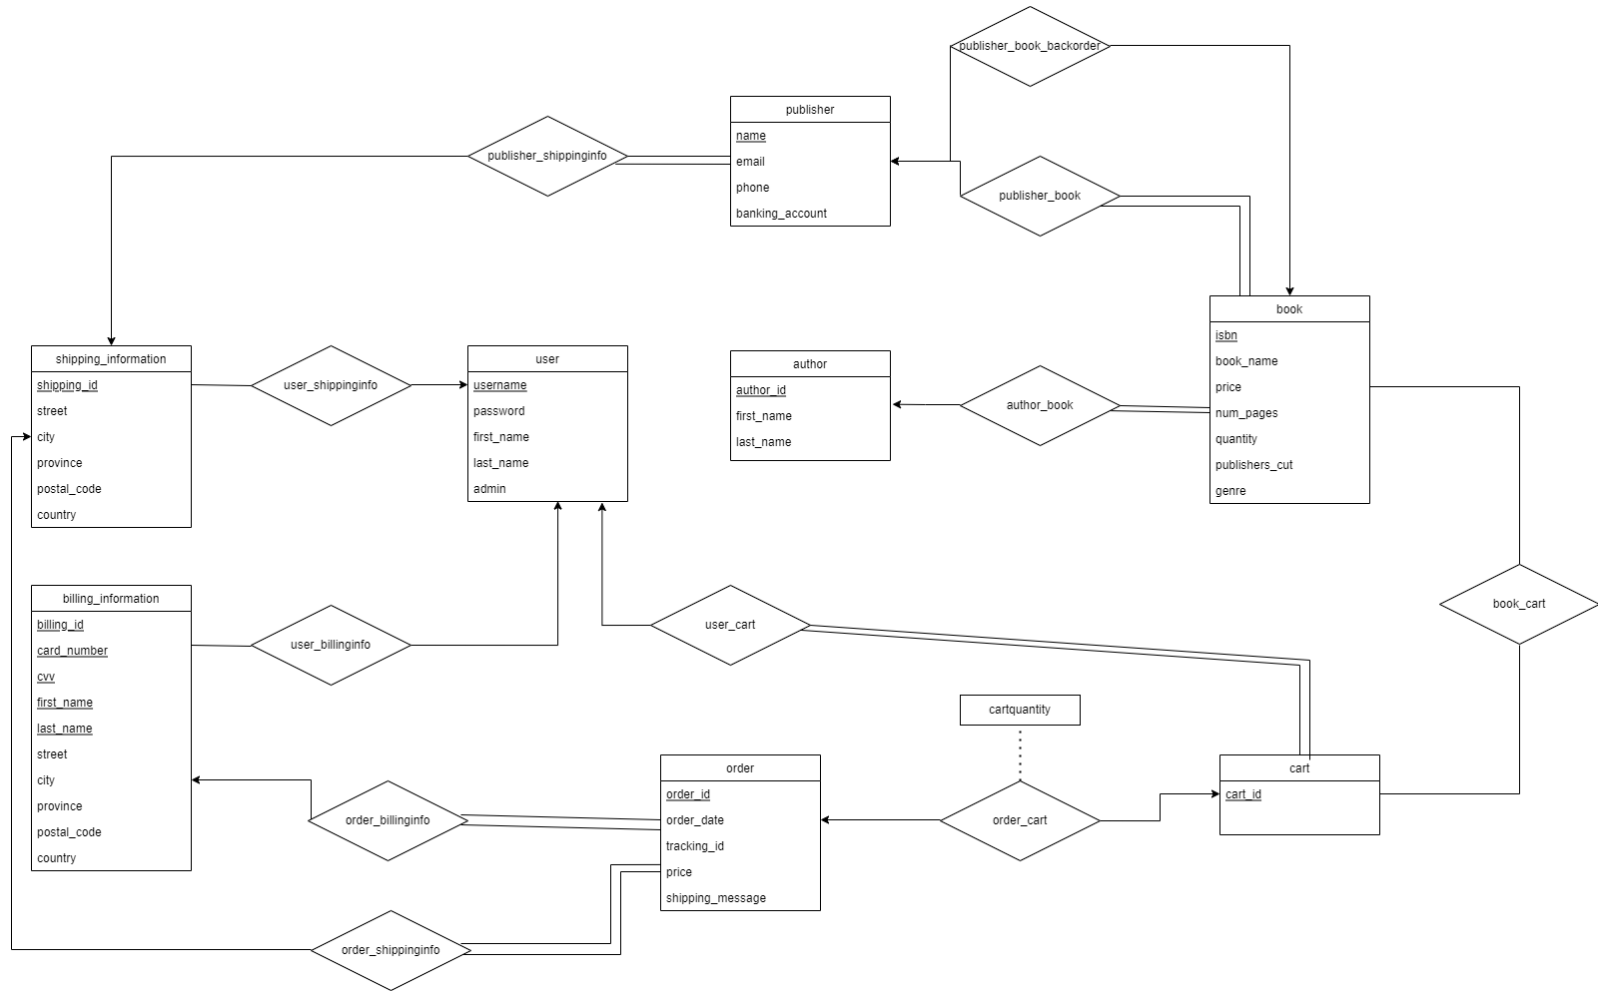 publisher_book_backorder
publisher
name
email
phone
banking_account
publisher_shippinginfo
publisher_book
book
isbn
book_name
price
num_pages
quantity
publishers_cut
genre
shipping_information
shipping_id
street
city
province
postal_code
country
user_shippinginfo
user
username
password
first_name
last_name
admin
author
author_id
first_name
last_name
author_book
billing_information
billing_id
card_number
cvv
first_name
last_name
street
city
province
postal_code
country
user_billinginfo
user_cart
book_cart
cartquantity
order
order_id
order_date
tracking_id
price
shipping_message
order_billinginfo
order_cart
cart
cart_id
order_shippinginfo